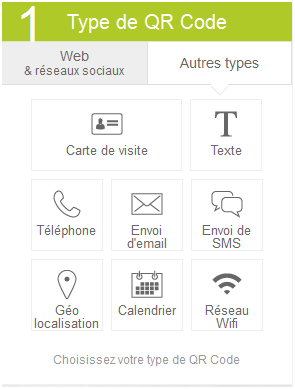 1 Type de QR Code
Web
& réseaux sociaux
Autres types
Carte de visite
Texte
Téléphone
Envoi
d'email
Envoi de
SMS
Géo
localisation
Calendrier
Réseau
Wifi
Choisissez votre type de QR Code